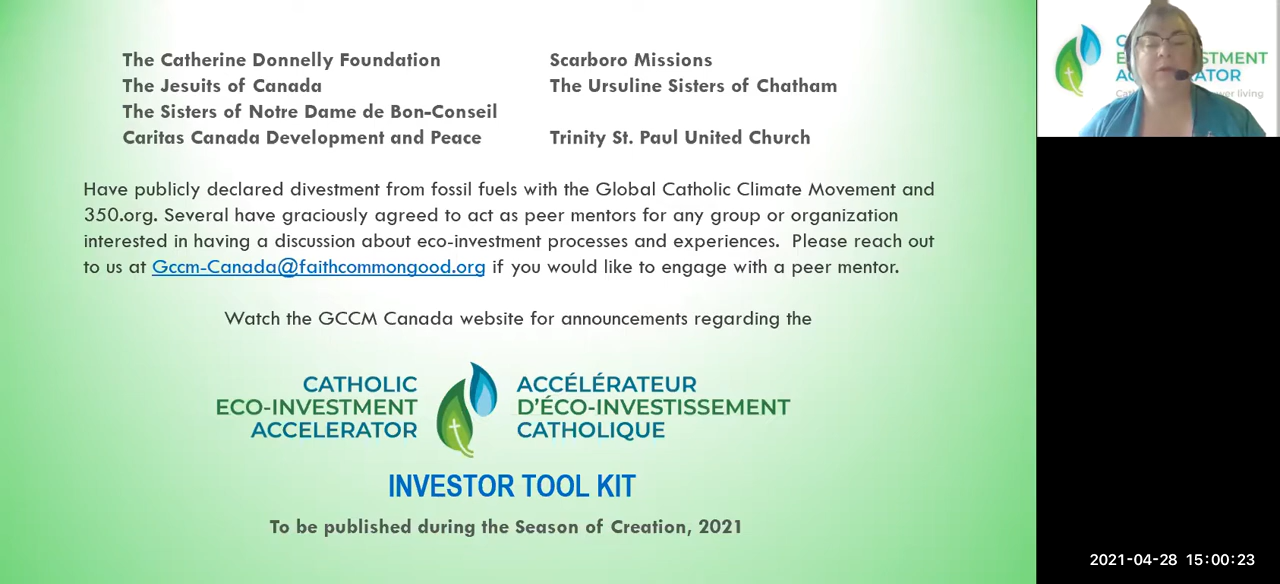 The Catherine Donnelly Foundation
The Jesuits of Canada
The Sisters of Notre Dame de Bon-Conseil
Caritas Canada Development and Peace
Scarboro Missions
The Ursuline Sisters of Chatham
Trinity St. Paul United Church
Have publicly declared divestment from fossil fuels with the Global Catholic Climate Movement and
350.org. Several have graciously agreed to act as peer mentors for any group or organization
interested in having a discussion about eco-investment processes and experiences. Please reach out
to us at Gccm-Canada@faithcommongood.org if you would like to engage with a peer mentor.
Watch the GCCM Canada website for announcements regarding the
CATHOLIC
ECO-INVESTMENT
ACCELERATOR
ACCÉLÉRATEUR
D'ÉCO-INVESTISSEMENT
CATHOLIQUE
INVESTOR TOOL KIT
To be published during the Season of Creation, 2021
2021-04-28 15:00:23